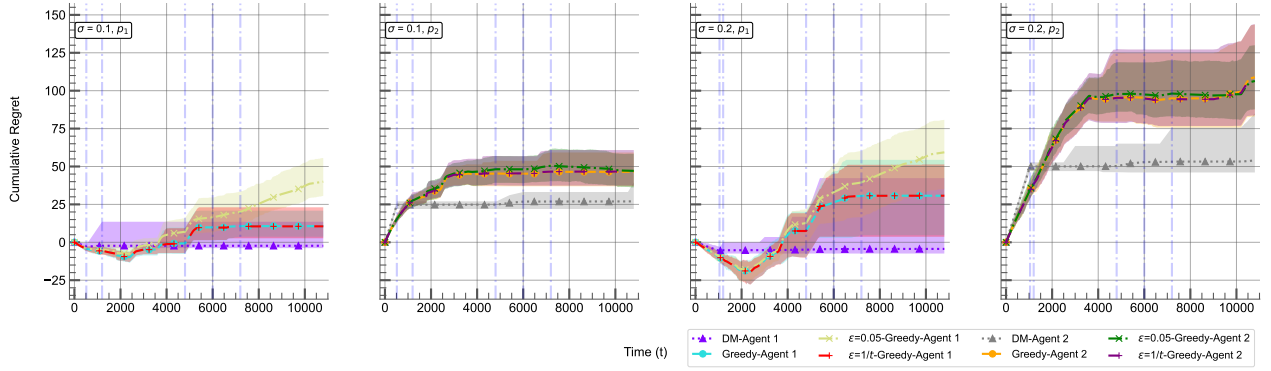 σ = 0.1, p₁
σ = 0.1, p₂
σ = 0.2, p₁
σ = 0.2, p₂
150
125
100
75
50
25
0
−25
Cumulative Regret
0 2000 4000 6000 8000 10000
0 2000 4000 6000 8000 10000
0 2000 4000 6000 8000 10000
0 2000 4000 6000 8000 10000
Time (t)
DM-Agent 1 ε=0.05-Greedy-Agent 1 DM-Agent 2 ε=0.05-Greedy-Agent 2
Greedy-Agent 1 ε=1/t-Greedy-Agent 1 Greedy-Agent 2 ε=1/t-Greedy-Agent 2